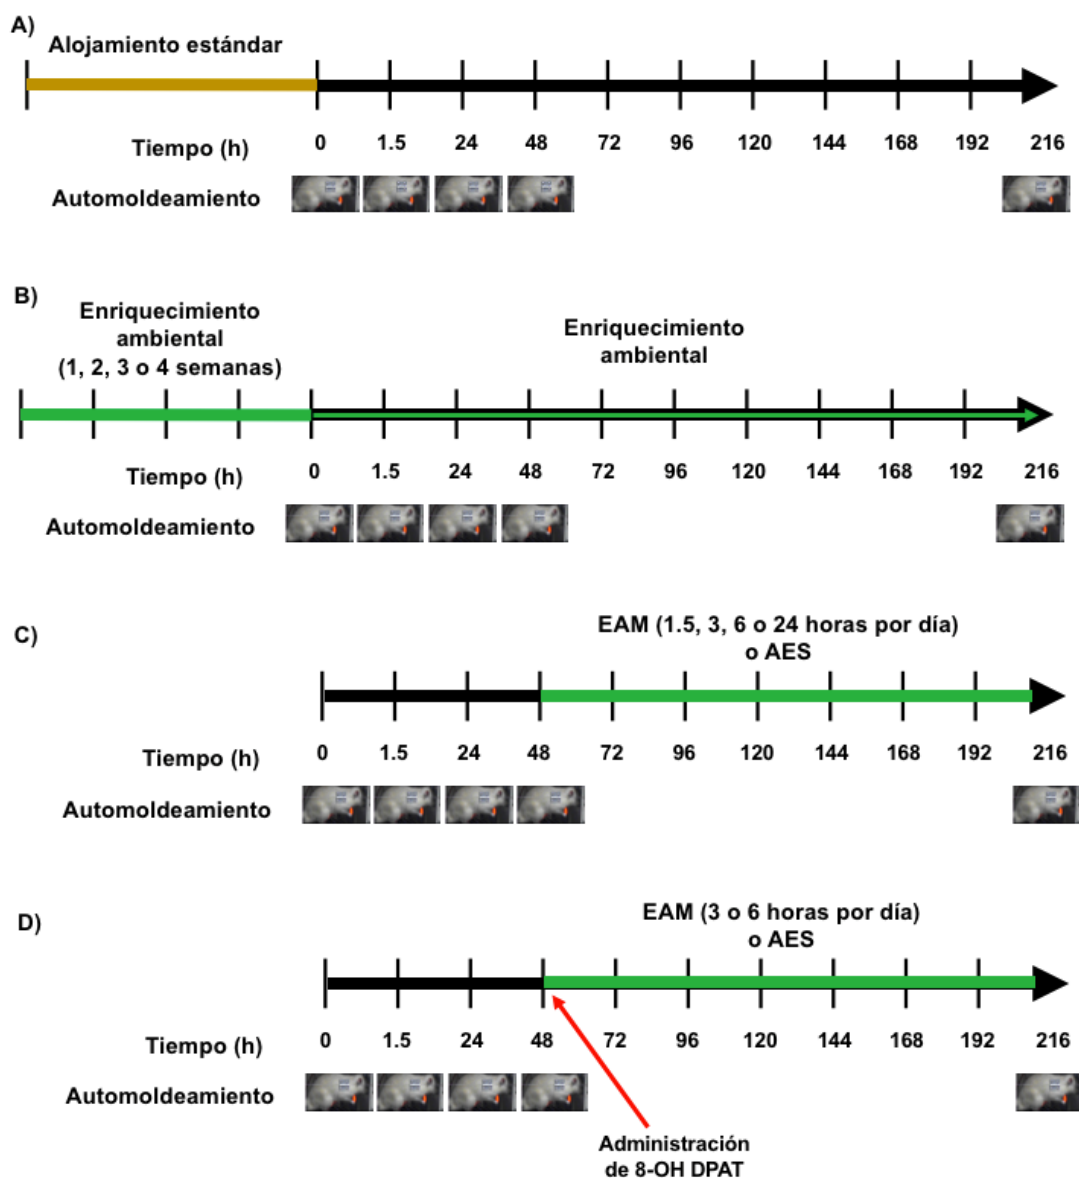 A)
Alojamiento estándar
Tiempo (h) 0 1.5 24 48 72 96 120 144 168 192 216
Automoldeamiento
B)
Enriquecimiento
ambiental
(1, 2, 3 o 4 semanas)
Enriquecimiento
ambiental
Tiempo (h) 0 1.5 24 48 72 96 120 144 168 192 216
Automoldeamiento
C)
EAM (1.5, 3, 6 o 24 horas por día)
o AES
Tiempo (h) 0 1.5 24 48 72 96 120 144 168 192 216
Automoldeamiento
D)
EAM (3 o 6 horas por día)
o AES
Tiempo (h) 0 1.5 24 48 72 96 120 144 168 192 216
Automoldeamiento
Administración
de 8-OH DPAT